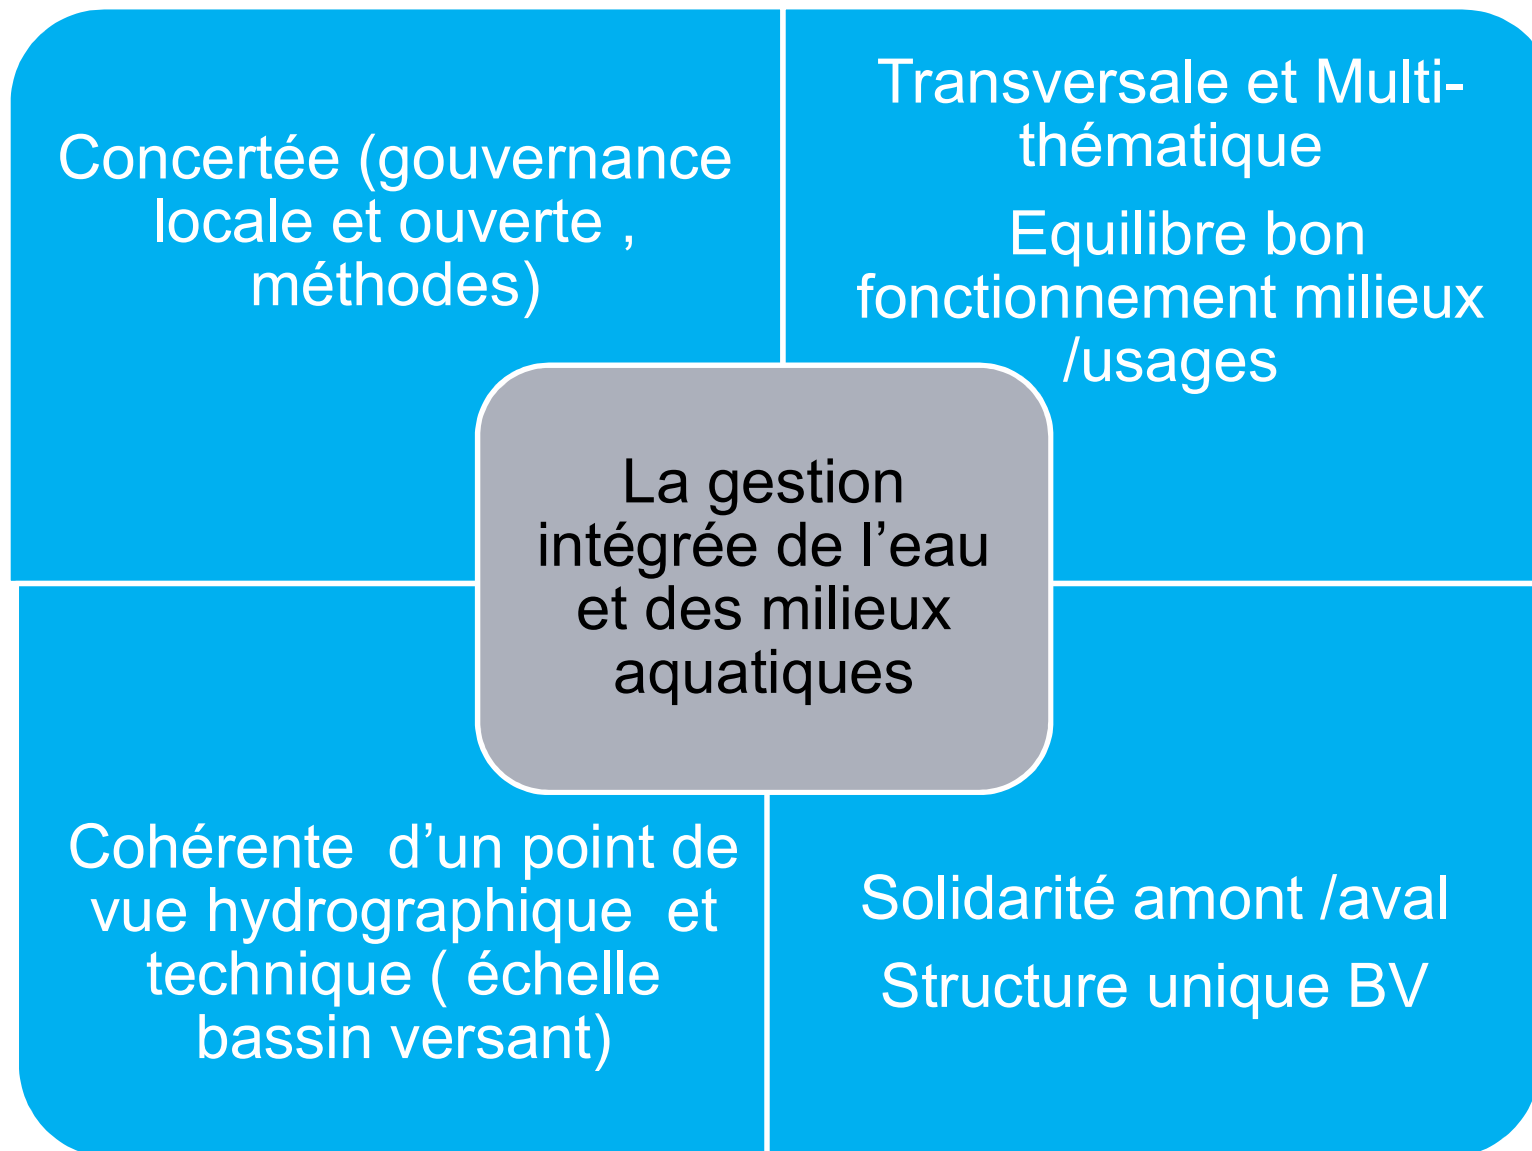 Concertée (gouvernance
locale et ouverte ,
méthodes)
Transversale et Multi-
thématique
Equilibre bon
fonctionnement milieux
/usages
La gestion
intégrée de l’eau
et des milieux
aquatiques
Cohérente d’un point de
vue hydrographique et
technique ( échelle
bassin versant)
Solidarité amont /aval
Structure unique BV